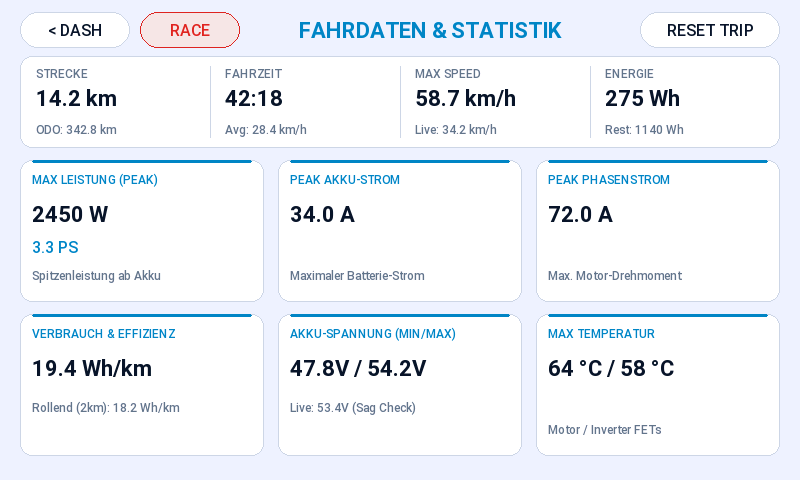 < DASH
RACE
FAHRDATEN & STATISTIK
RESET TRIP
STRECKE
14.2 km
ODO: 342.8 km
FAHRZEIT
42:18
Avg: 28.4 km/h
MAX SPEED
58.7 km/h
Live: 34.2 km/h
ENERGIE
275 Wh
Rest: 1140 Wh
MAX LEISTUNG (PEAK)
2450 W
3.3 PS
Spitzenleistung ab Akku
PEAK AKKU-STROM
34.0 A
Maximaler Batterie-Strom
PEAK PHASENSTROM
72.0 A
Max. Motor-Drehmoment
VERBRAUCH & EFFIZIENZ
19.4 Wh/km
Rollend (2km): 18.2 Wh/km
AKKU-SPANNUNG (MIN/MAX)
47.8V / 54.2V
Live: 53.4V (Sag Check)
MAX TEMPERATUR
64 °C / 58 °C
Motor / Inverter FETs